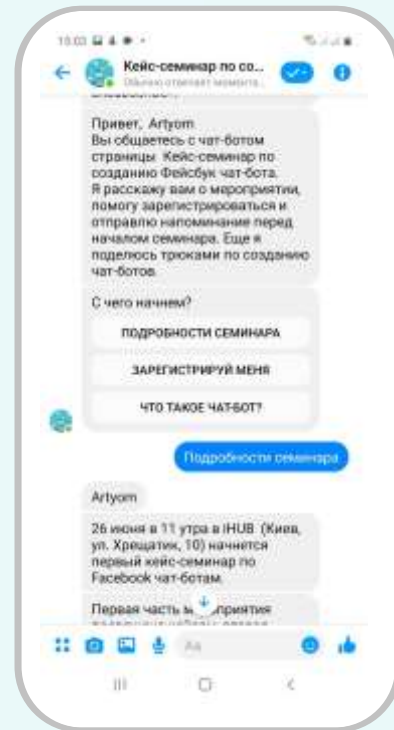 15:03
Кейс-семинар по со...
Обычно отвечает момента...
Привет, Artyom
Вы общаетесь с чат-ботом
страницы Кейс-семинар по
созданию Фейсбук чат-бота.
Я расскажу вам о мероприятии,
помогу зарегистрироваться и
отправлю напоминание перед
началом семинара. Еще я
поделюсь трюками по созданию
чат-ботов.
С чего начнем?
ПОДРОБНОСТИ СЕМИНАРА
ЗАРЕГИСТРИРУЙ МЕНЯ
ЧТО ТАКОЕ ЧАТ-БОТ?
Подробности семинара
Artyom
26 июня в 11 утра в IHUB (Киев,
ул. Хрещатик, 10) начнется
первый кейс-семинар по
Facebook чат-ботам.
Первая часть
Aa